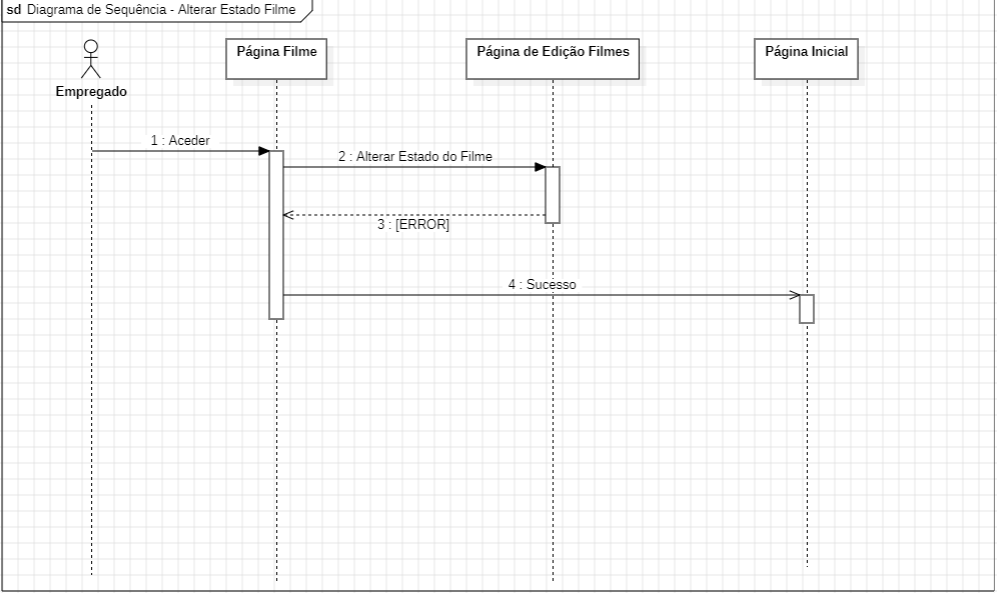 sd Diagrama de Sequência - Alterar Estado Filme
Empregado
Página Filme
Página de Edição Filmes
Página Inicial
1 : Aceder
2 : Alterar Estado do Filme
3 : [ERROR]
4 : Sucesso